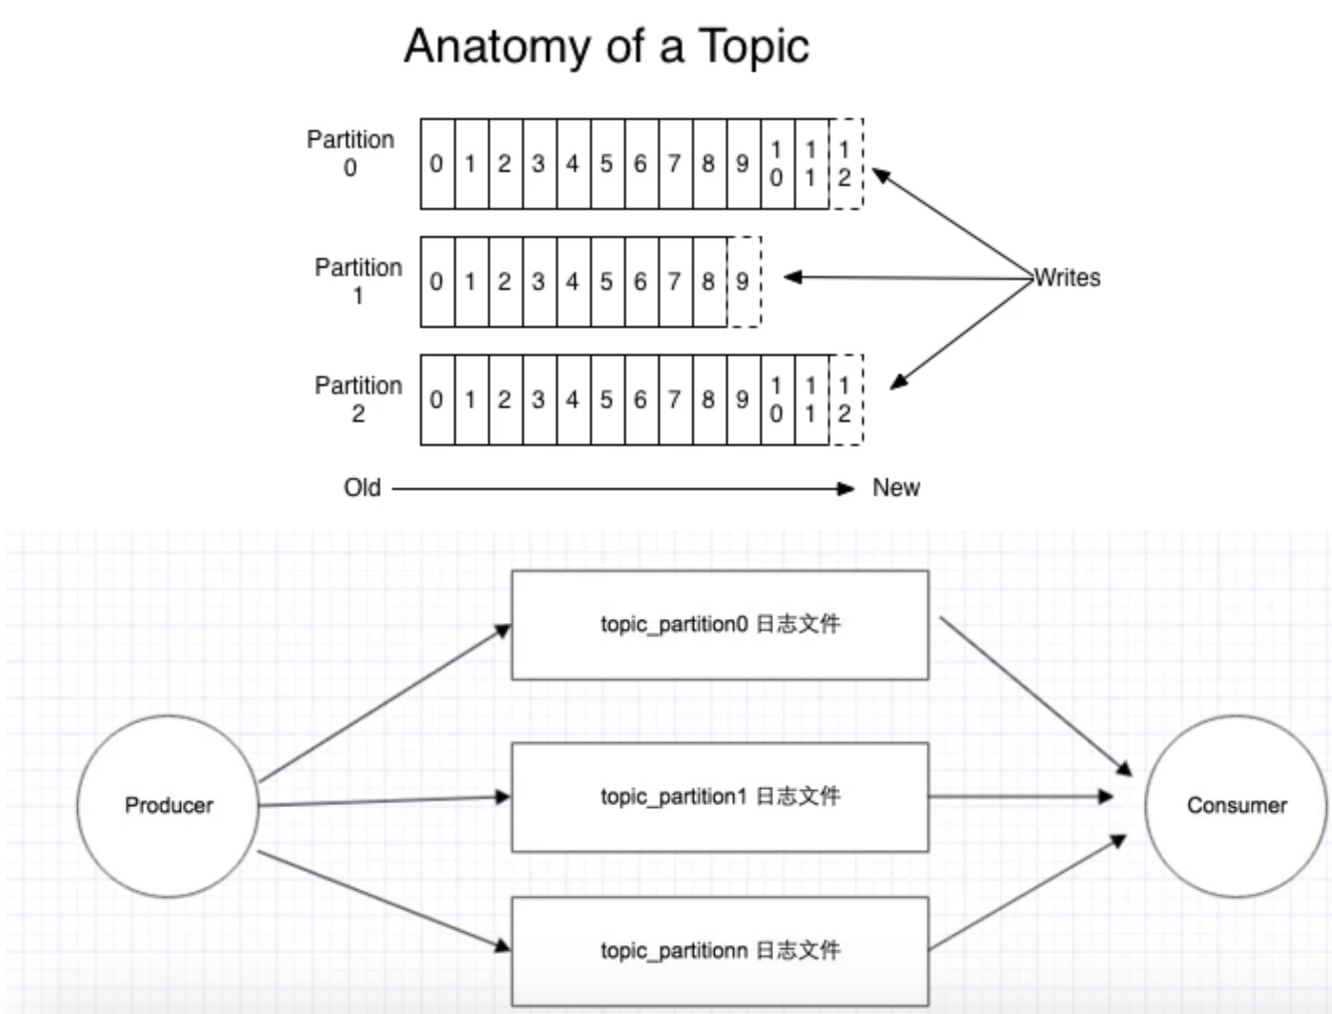 Anatomy of a Topic
Partition
0
0 1 2 3 4 5 6 7 8 9 10 11 12
Partition
1
0 1 2 3 4 5 6 7 8 9
Writes
Partition
2
0 1 2 3 4 5 6 7 8 9 10 11 12
Old
New
topic_partition0 日志文件
Producer
topic_partition1 日志文件
Consumer
topic_partitionn 日志文件